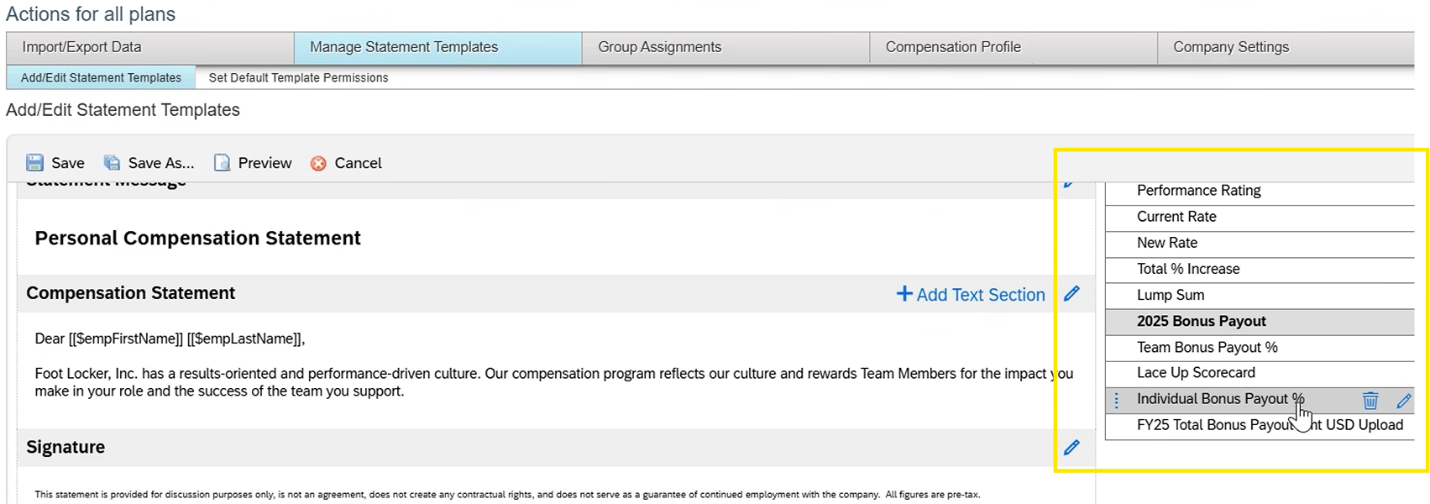 Actions for all plans
Import/Export Data
Manage Statement Templates
Group Assignments
Compensation Profile
Company Settings
Add/Edit Statement Templates
Set Default Template Permissions
Add/Edit Statement Templates
Save
Save As...
Preview
Cancel
Statement Message
Personal Compensation Statement
Compensation Statement
Add Text Section
Dear [[$empFirstName]] [[$empLastName]],
Foot Locker, Inc. has a results-oriented and performance-driven culture. Our compensation program reflects our culture and rewards Team Members for the impact you
make in your role and the success of the team you support.
Signature
This statement is provided for discussion purposes only, is not an agreement, does not create any contractual rights, and does not serve as a guarantee of continued employment with the company. All figures are pre-tax.
Performance Rating
Current Rate
New Rate
Total % Increase
Lump Sum
2025 Bonus Payout
Team Bonus Payout %
Lace Up Scorecard
Individual Bonus Payout %
FY25 Total Bonus USD Upload